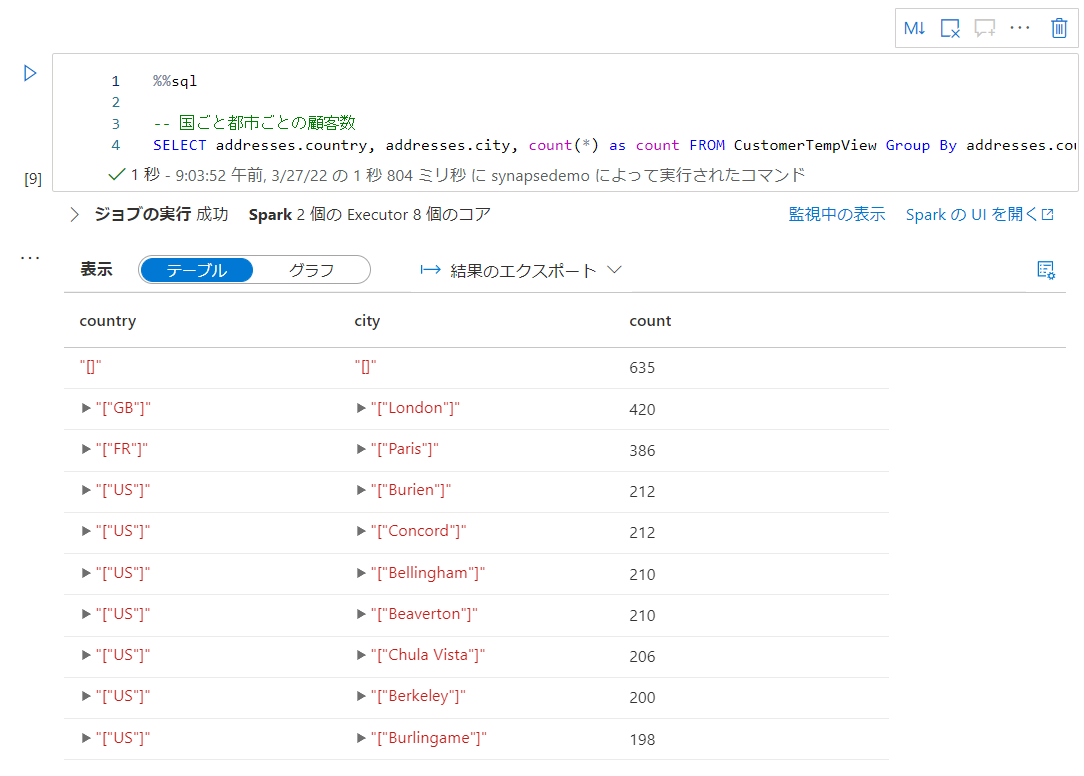 M↓ ···
1 %%sql
2
3 -- 国ごと都市ごとの顧客数
4 SELECT addresses.country, addresses.city, count(*) as count FROM CustomerTempView Group By addresses.cou
[9] 1 秒 - 9:03:52 午前, 3/27/22 の 1 秒 804 ミリ秒 に synapsedemo によって実行されたコマンド
ジョブの実行 成功 Spark 2 個の Executor 8 個のコア 監視中の表示 Spark の UI を開く
···
表示 テーブル グラフ 結果のエクスポート
country city count
"[]" "[]" 635
"["GB"]" "["London"]" 420
"["FR"]" "["Paris"]" 386
"["US"]" "["Burien"]" 212
"["US"]" "["Concord"]" 212
"["US"]" "["Bellingham"]" 210
"["US"]" "["Beaverton"]" 210
"["US"]" "["Chula Vista"]" 206
"["US"]" "["Berkeley"]" 200
"["US"]" "["Burlingame"]" 198